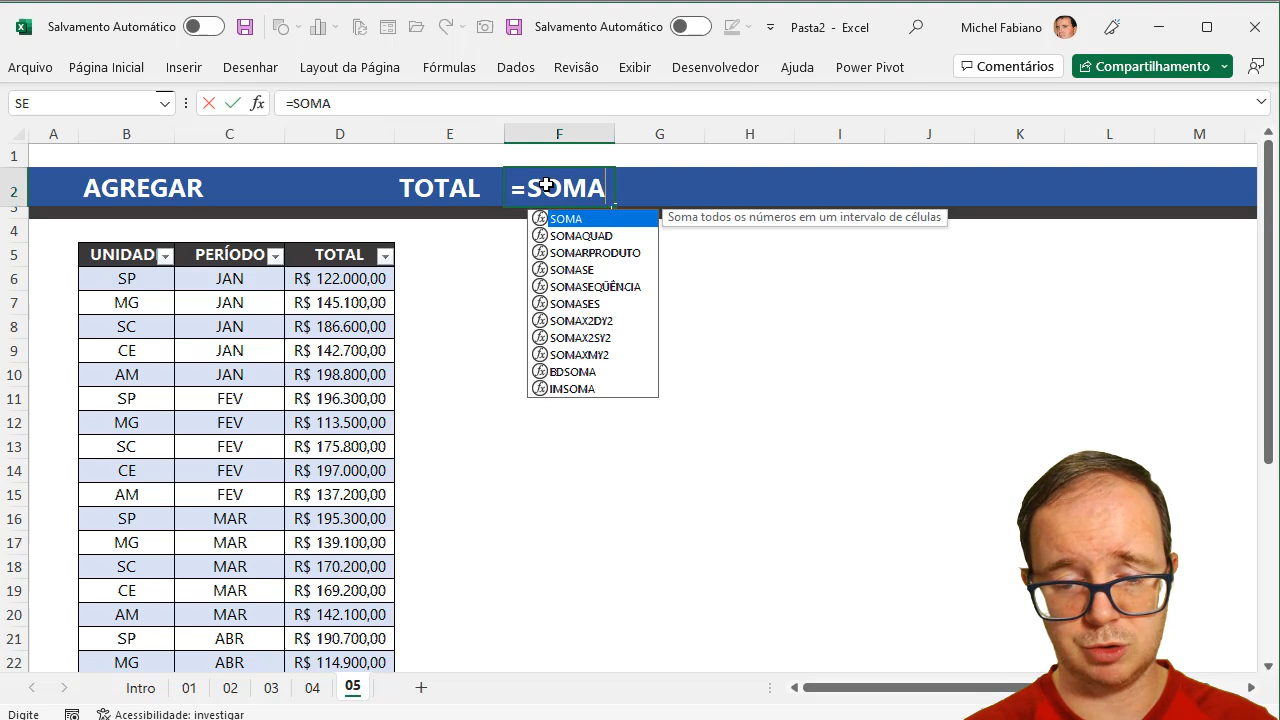 Salvamento Automático Salvamento Automático Pasta2 - Excel Michel Fabiano
Arquivo Página Inicial Inserir Desenhar Layout da Página Fórmulas Dados Revisão Exibir Desenvolvedor Ajuda Power Pivot Comentários Compartilhamento
SE fx =SOMA
A B C D E F G H I J K L M
1
2 AGREGAR TOTAL =SOMA
3
SOMA Soma todos os números em um intervalo de células
4 SOMAQUAD
5 UNIDAD PERÍODO TOTAL SOMARPRODUTO
SOMASE
6 SP JAN R$ 122.000,00
SOMASEQÜÊNCIA
7 MG JAN R$ 145.100,00 SOMASES
8 SC JAN R$ 186.600,00 SOMAX2DY2
SOMAX2SY2
9 CE JAN R$ 142.700,00 SOMAXMY2
10 AM JAN R$ 198.800,00 BDSOMA
IMSOMA
11 SP FEV R$ 196.300,00
12 MG FEV R$ 113.500,00
13 SC FEV R$ 175.800,00
14 CE FEV R$ 197.000,00
15 AM FEV R$ 137.200,00
16 SP MAR R$ 195.300,00
17 MG MAR R$ 139.100,00
18 SC MAR R$ 170.200,00
19 CE MAR R$ 169.200,00
20 AM MAR R$ 142.100,00
21 SP ABR R$ 190.700,00
22 MG ABR R$ 114.900,00
Intro 01 02 03 04 05
Digite Acessibilidade: investigar